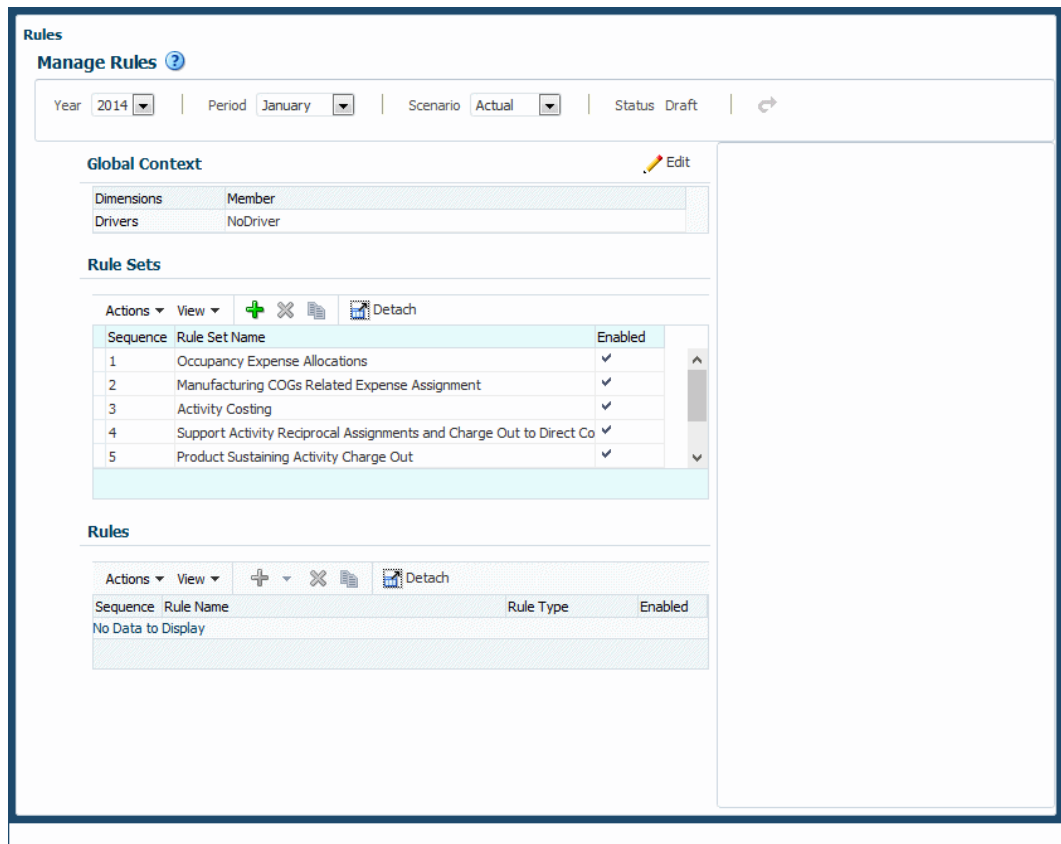 Rules
Manage Rules ?
Year 2014 Period January Scenario Actual Status Draft
Global Context Edit
Dimensions Member
Drivers NoDriver
Rule Sets
Actions View Detach
Sequence Rule Set Name Enabled
1 Occupancy Expense Allocations
2 Manufacturing COGs Related Expense Assignment
3 Activity Costing
4 Support Activity Reciprocal Assignments and Charge Out to Direct Co
5 Product Sustaining Activity Charge Out
Rules
Actions View Detach
Sequence Rule Name Rule Type Enabled
No Data to Display